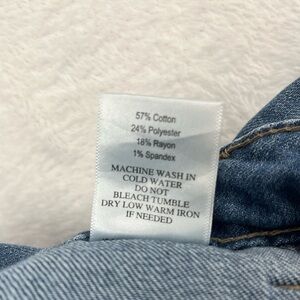 57% Cotton
24% Polyester
18% Rayon
1% Spandex
MACHINE WASH IN
COLD WATER
DO NOT
BLEACH TUMBLE
DRY LOW WARM IRON
IF NEEDED